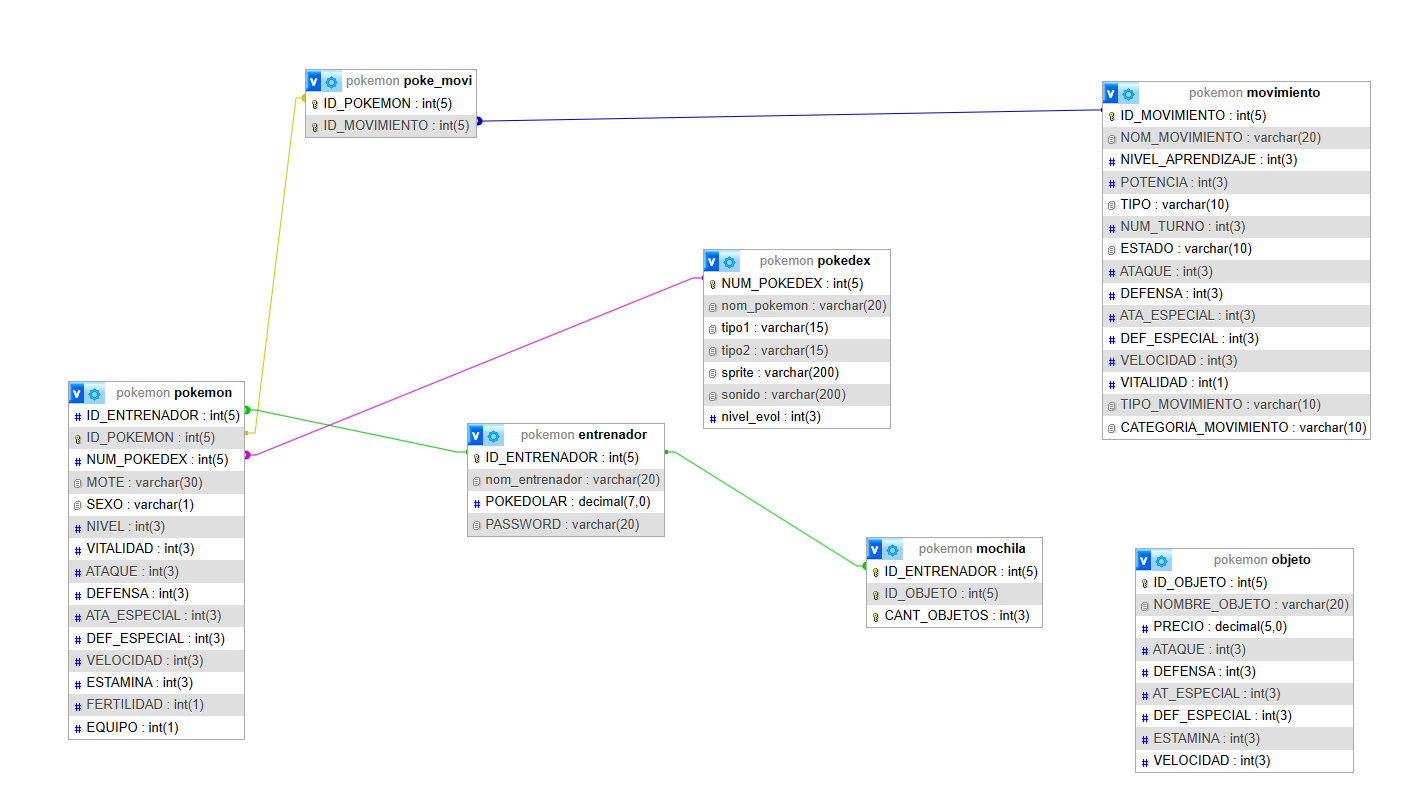 pokemon poke_movi
ID_POKEMON : int(5)
ID_MOVIMIENTO : int(5)
pokemon movimiento
ID_MOVIMIENTO : int(5)
NOM_MOVIMIENTO : varchar(20)
NIVEL_APRENDIZAJE : int(3)
POTENCIA : int(3)
TIPO : varchar(10)
NUM_TURNO : int(3)
ESTADO : varchar(10)
ATAQUE : int(3)
DEFENSA : int(3)
ATA_ESPECIAL : int(3)
DEF_ESPECIAL : int(3)
VELOCIDAD : int(3)
VITALIDAD : int(1)
TIPO_MOVIMIENTO : varchar(10)
CATEGORIA_MOVIMIENTO : varchar(10)
pokemon pokedex
NUM_POKEDEX : int(5)
nom_pokemon : varchar(20)
tipo1 : varchar(15)
tipo2 : varchar(15)
sprite : varchar(200)
sonido : varchar(200)
nivel_evol : int(3)
pokemon pokemon
ID_ENTRENADOR : int(5)
ID_POKEMON : int(5)
NUM_POKEDEX : int(5)
MOTE : varchar(30)
SEXO : varchar(1)
NIVEL : int(3)
VITALIDAD : int(3)
ATAQUE : int(3)
DEFENSA : int(3)
ATA_ESPECIAL : int(3)
DEF_ESPECIAL : int(3)
VELOCIDAD : int(3)
ESTAMINA : int(3)
FERTILIDAD : int(1)
EQUIPO : int(1)
pokemon entrenador
ID_ENTRENADOR : int(5)
nom_entrenador : varchar(20)
POKEDOLAR : decimal(7,0)
PASSWORD : varchar(20)
pokemon mochila
ID_ENTRENADOR : int(5)
ID_OBJETO : int(5)
CANT_OBJETOS : int(3)
pokemon objeto
ID_OBJETO : int(5)
NOMBRE_OBJETO : varchar(20)
PRECIO : decimal(5,0)
ATAQUE : int(3)
DEFENSA : int(3)
AT_ESPECIAL : int(3)
DEF_ESPECIAL : int(3)
ESTAMINA : int(3)
VELOCIDAD : int(3)